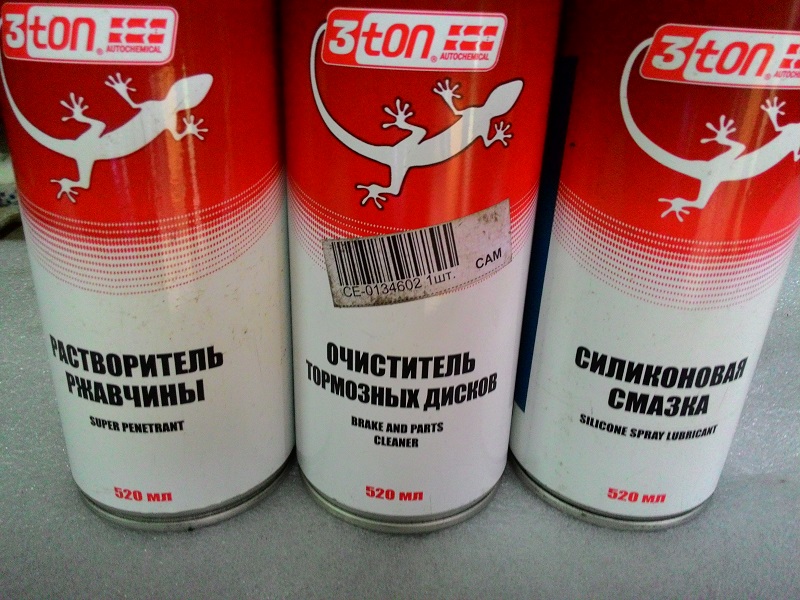 3ton
AUTOCHEMICAL
РАСТВОРИТЕЛЬ
РЖАВЧИНЫ
SUPER PENETRANT
520 МЛ
3ton
AUTOCHEMICAL
CE-0134602 1шт. САМ
ОЧИСТИТЕЛЬ
ТОРМОЗНЫХ ДИСКОВ
BRAKE AND PARTS
CLEANER
520 МЛ
3ton
СИЛИКОНОВАЯ
СМАЗКА
SILICONE SPRAY LUBRICANT
520 МЛ